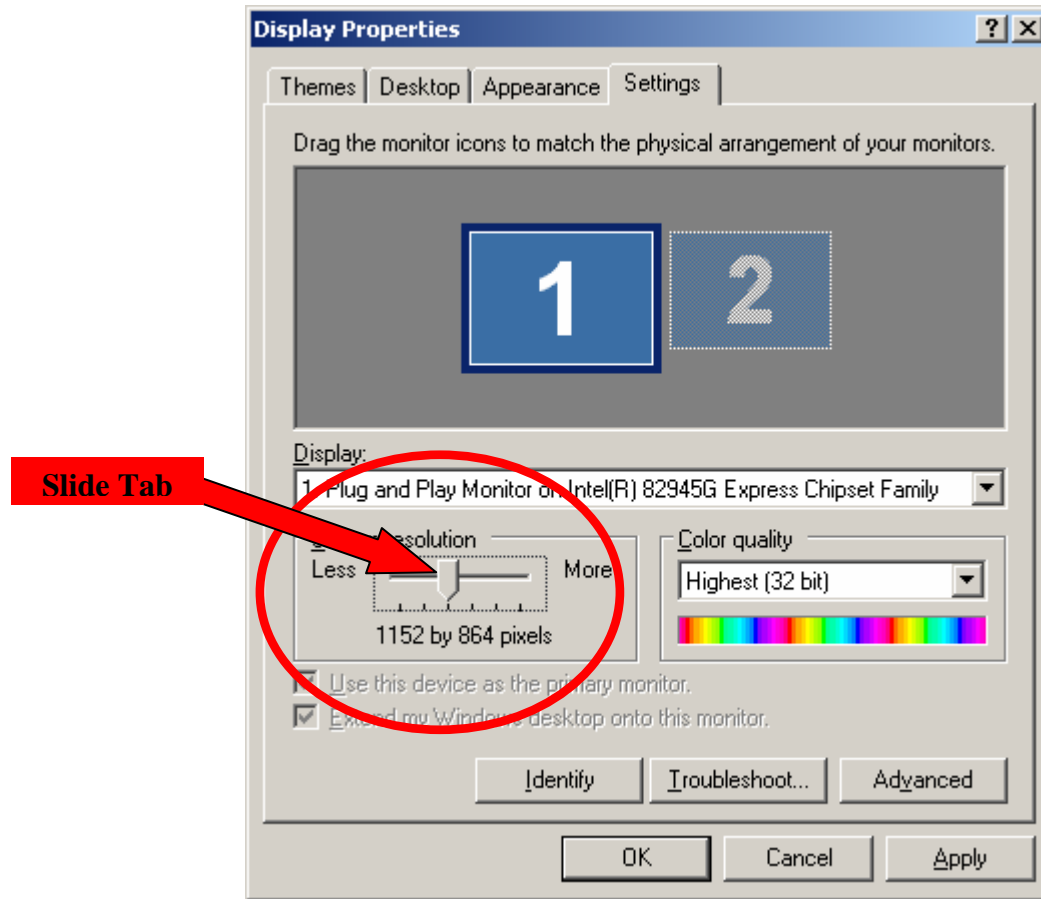 Display Properties
Themes Desktop Appearance Settings
Drag the monitor icons to match the physical arrangement of your monitors.
1 2
Display:
Slide Tab
1. Plug and Play Monitor on Intel(R) 82945G Express Chipset Family
resolution
Color quality
Less More
Highest (32 bit)
1152 by 864 pixels
Use this device as the primary monitor.
Extend my Windows desktop onto this monitor.
Identify Troubleshoot... Advanced
OK Cancel Apply